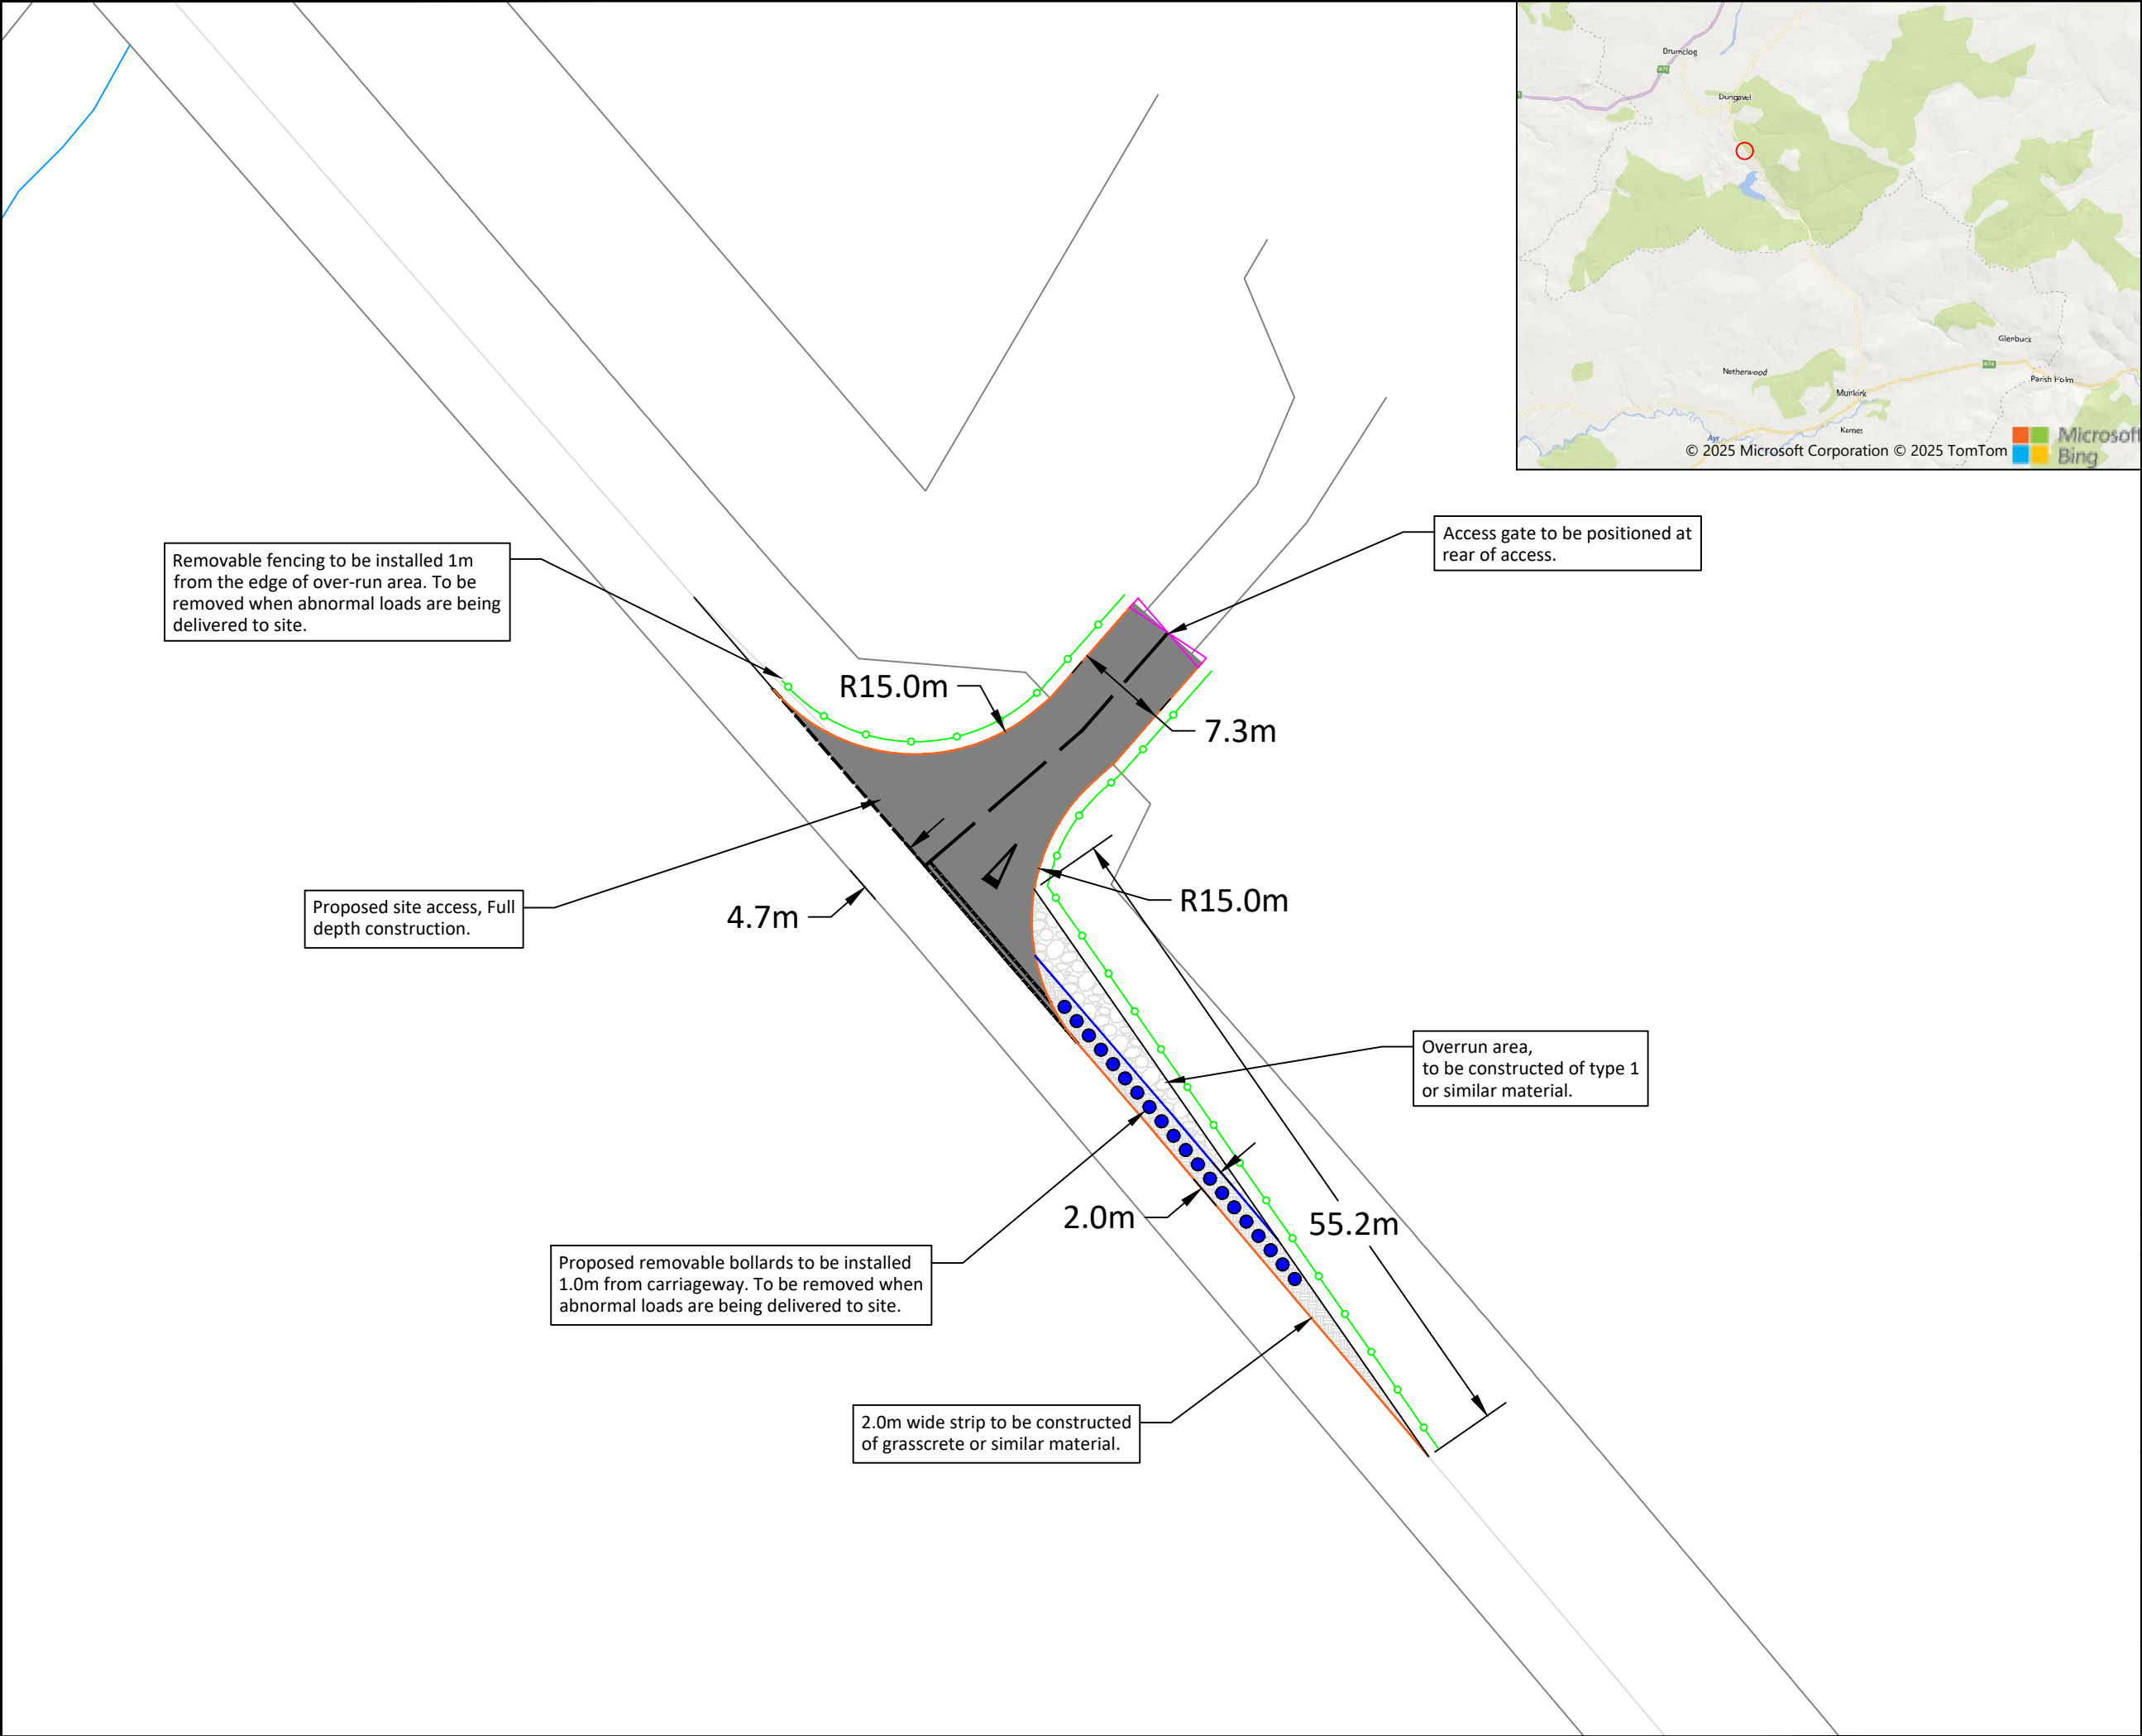 Drumclog
A71
Dungavel
Glenbuck
A70
Netherwood
Parish Holm
Muirkirk
Kames
Ayr
© 2025 Microsoft Corporation © 2025 TomTom
Microsoft
Bing
Access gate to be positioned at
rear of access.
Removable fencing to be installed 1m
from the edge of over-run area. To be
removed when abnormal loads are being
delivered to site.
R15.0m
7.3m
Proposed site access, Full
depth construction.
4.7m
R15.0m
Overrun area,
to be constructed of type 1
or similar material.
2.0m
55.2m
Proposed removable bollards to be installed
1.0m from carriageway. To be removed when
abnormal loads are being delivered to site.
2.0m wide strip to be constructed
of grasscrete or similar material.